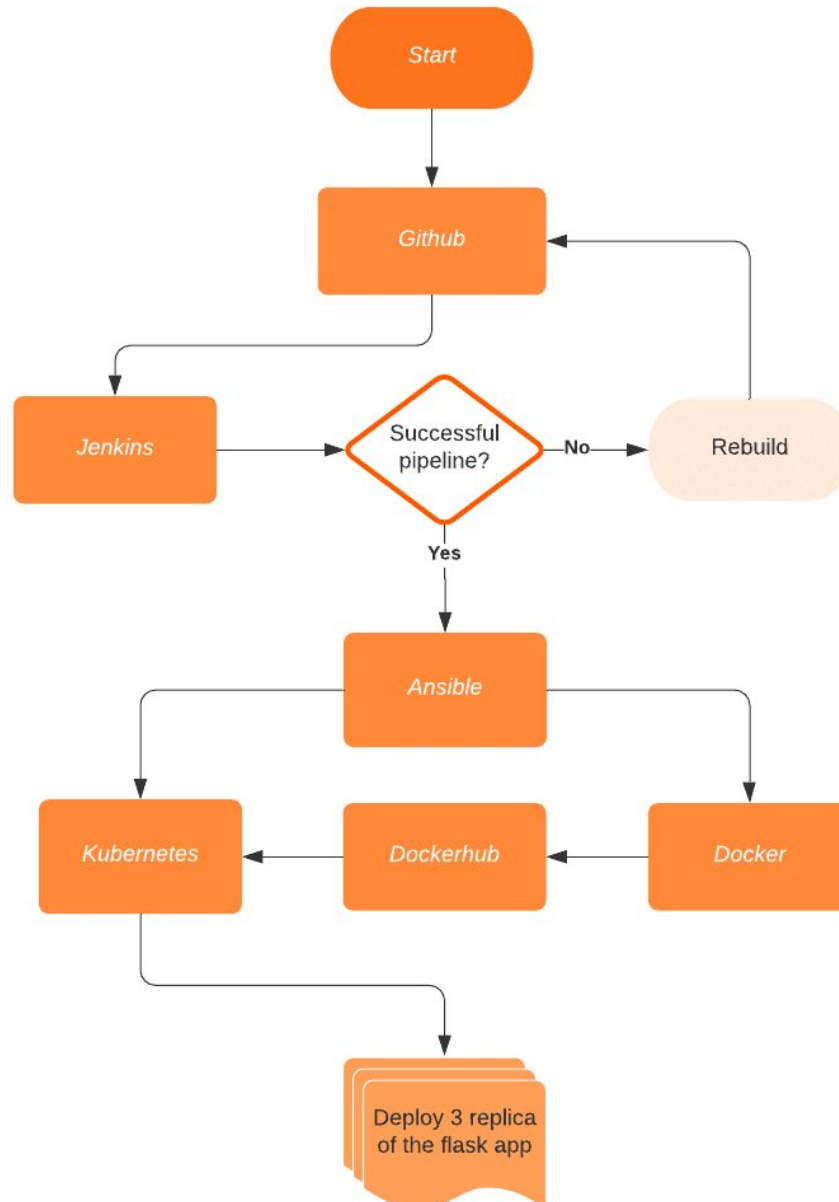 Start
Github
Jenkins
Successful
pipeline?
No
Rebuild
Yes
Ansible
Kubernetes
Dockerhub
Docker
Deploy 3 replica
of the flask app